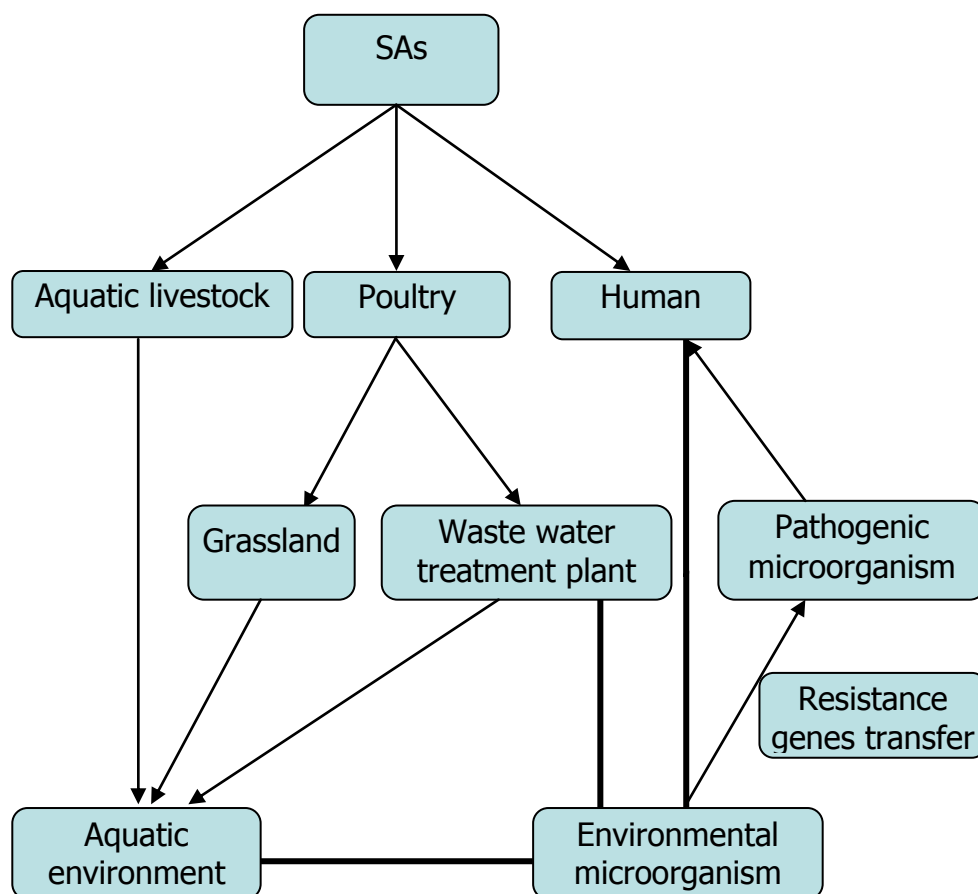 SAs
Aquatic livestock
Poultry
Human
Grassland
Waste water
treatment plant
Pathogenic
microorganism
Resistance
genes transfer
Aquatic
environment
Environmental
microorganism